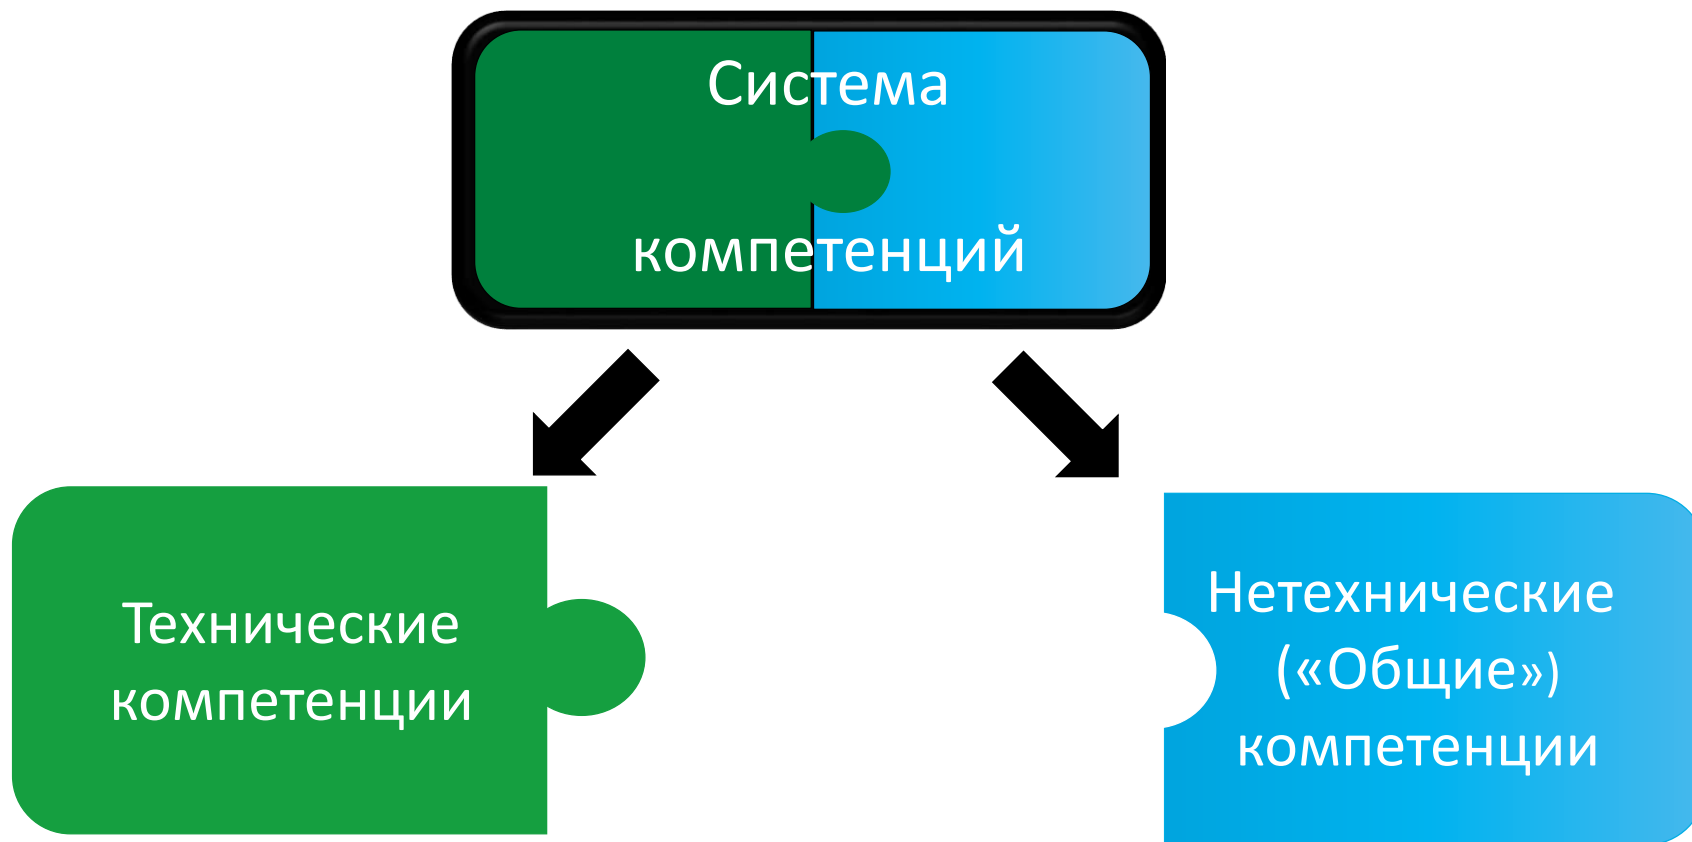 Система
компетенций
Технические
компетенции
Нетехнические
(«Общие»)
компетенции